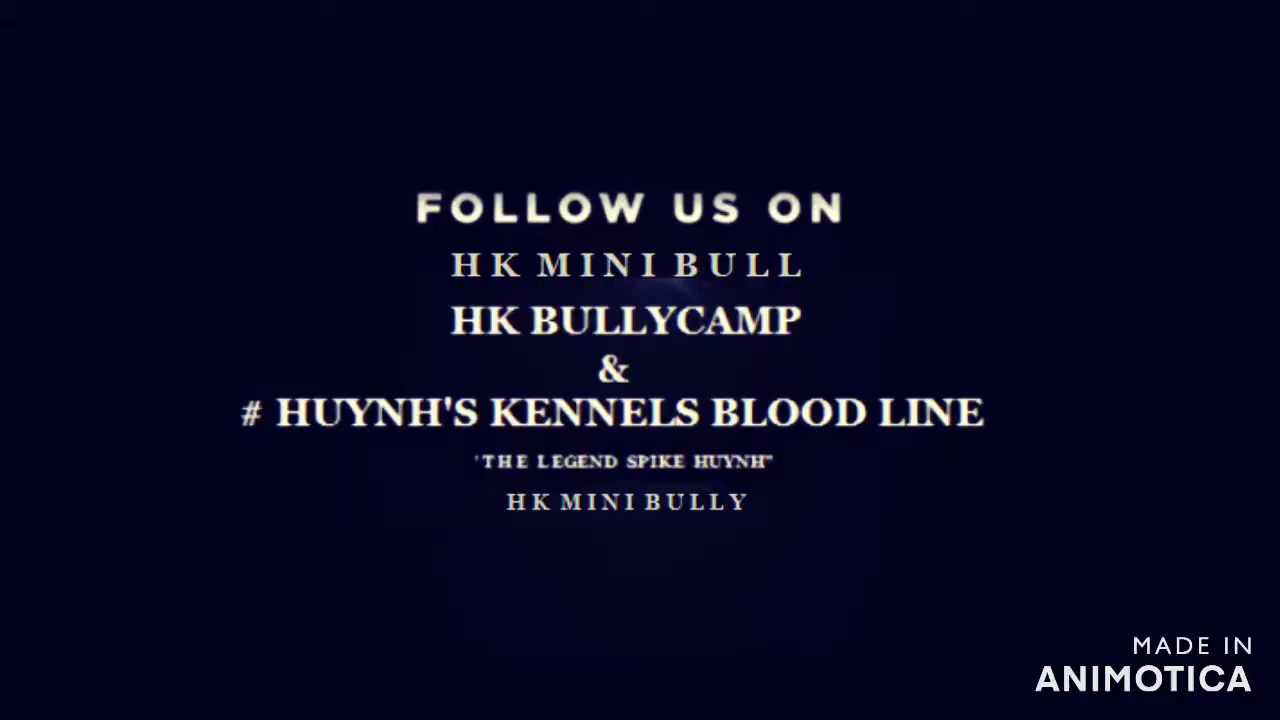 FOLLOW US ON
HK MINI BULL
HK BULLYCAMP
&
# HUYNH'S KENNELS BLOOD LINE
'THE LEGEND SPIKE HUYNH"
HK MINI BULLY
MADE IN
ANIMOTICA